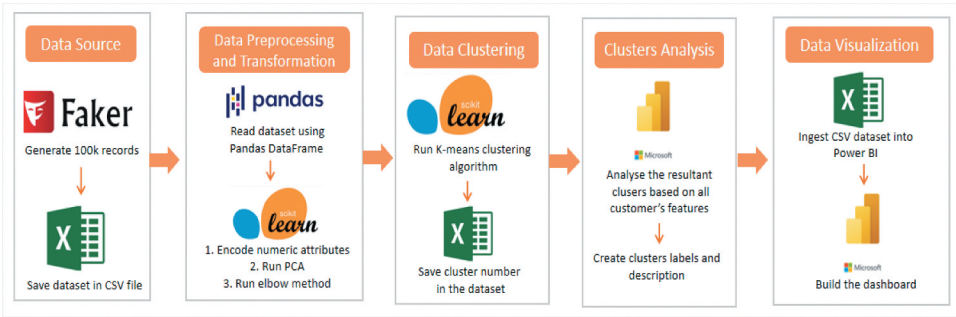 Data Source
Faker
Generate 100k records
Save dataset in CSV file
Data Preprocessing
and Transformation
pandas
Read dataset using
Pandas DataFrame
scikit
learn
1. Encode numeric attributes
2. Run PCA
3. Run elbow method
Data Clustering
scikit
learn
Run K-means clustering
algorithm
X
Save cluster number
in the dataset
Clusters Analysis
Microsoft
Analyse the resultant
clusers based on all
customer's features
Create clusters labels and
description
Data Visualization
X
Ingest CSV dataset into
Power BI
Microsoft
Build the dashboard